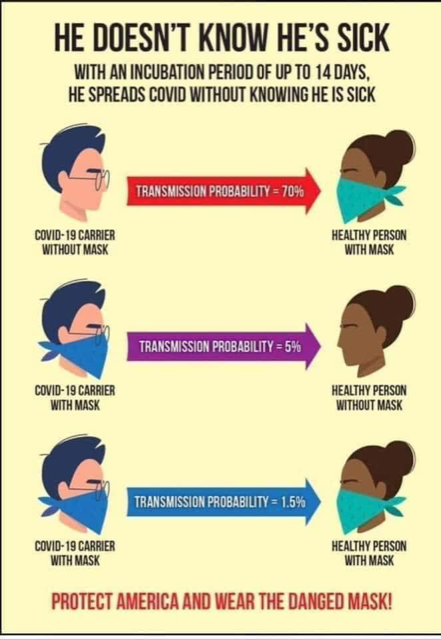 HE DOESN'T KNOW HE'S SICK
WITH AN INCUBATION PERIOD OF UP TO 14 DAYS,
HE SPREADS COVID WITHOUT KNOWING HE IS SICK
TRANSMISSION PROBABILITY = 70%
COVID-19 CARRIER
WITHOUT MASK
HEALTHY PERSON
WITH MASK
TRANSMISSION PROBABILITY = 5%
COVID-19 CARRIER
WITH MASK
HEALTHY PERSON
WITHOUT MASK
TRANSMISSION PROBABILITY = 1.5%
COVID-19 CARRIER
WITH MASK
HEALTHY PERSON
WITH MASK
PROTECT AMERICA AND WEAR THE DANGED MASK!